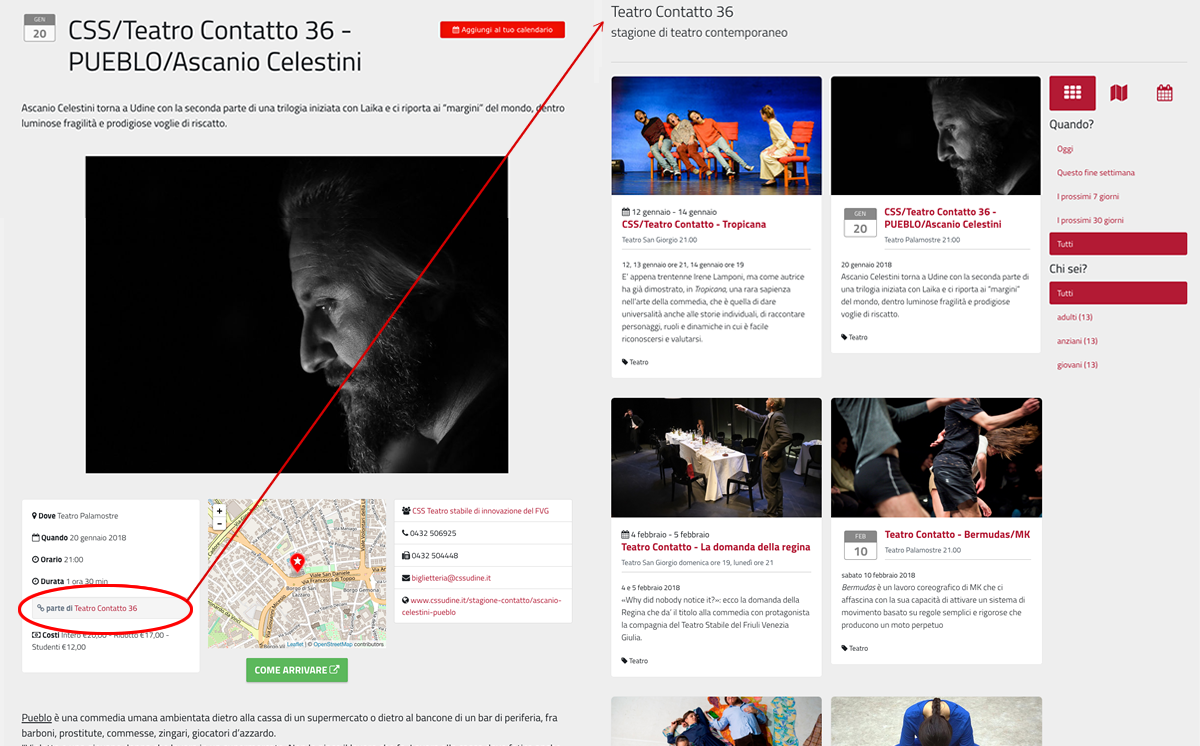 GEN
20
CSS/Teatro Contatto 36 -
PUEBLO/Ascanio Celestini
Aggiungi al tuo calendario
Ascanio Celestini torna a Udine con la seconda parte di una trilogia iniziata con Laika e ci riporta ai "margini" del mondo, dentro
luminose fragilità e prodigiose voglie di riscatto.
Dove Teatro Palamostre
Quando 20 gennaio 2018
Orario 21:00
Durata 1 ora 30 min
parte di Teatro Contatto 36
Costi Intero €20,00 - Ridotto €17,00 -
Studenti €12,00
+
-
Viale San Daniele
Via Francesco di Toppo
Borgo di San
Lazzaro
Borgo Gemona
Leaflet | © OpenStreetMap contributors
COME ARRIVARE
CSS Teatro stabile di innovazione del FVG
0432 506925
0432 504448
biglietteria@cssudine.it
www.cssudine.it/stagione-contatto/ascanio-
celestini-pueblo
Pueblo è una commedia umana ambientata dietro alla cassa di un supermercato o dietro al bancone di un bar di periferia, fra
barboni, prostitute, commesse, zingari, giocatori d'azzardo.
Teatro Contatto 36
stagione di teatro contemporaneo
12 gennaio - 14 gennaio
CSS/Teatro Contatto - Tropicana
Teatro San Giorgio 21:00
12, 13 gennaio ore 21, 14 gennaio ore 19
E' appena trentenne Irene Lamponi, ma come autrice
ha già dimostrato, in Tropicana, una rara sapienza
nell'arte della commedia, che è quella di dare
universalità anche alle storie individuali, di raccontare
personaggi, ruoli e dinamiche in cui è facile
riconoscersi e valutarsi.
Teatro
GEN
20
CSS/Teatro Contatto 36 -
PUEBLO/Ascanio Celestini
Teatro Palamostre 21:00
20 gennaio 2018
Ascanio Celestini torna a Udine con la seconda parte di
una trilogia iniziata con Laika e ci riporta ai "margini"
del mondo, dentro luminose fragilità e prodigiose
voglie di riscatto.
Teatro
4 febbraio - 5 febbraio
Teatro Contatto - La domanda della regina
Teatro San Giorgio domenica ore 19, lunedì ore 21
4 e 5 febbraio 2018
«Why did nobody notice it?»: ecco la domanda della
Regina che da' il titolo alla commedia con protagonista
la compagnia del Teatro Stabile del Friuli Venezia
Giulia.
Teatro
FEB
10
Teatro Contatto - Bermudas/MK
Teatro Palamostre 21.00
sabato 10 febbraio 2018
Bermudas è un lavoro coreografico di MK che ci
affascina con la sua capacità di attivare un sistema di
movimento basato su regole semplici e rigorose che
producono un moto perpetuo
Teatro
Quando?
Oggi
Questo fine settimana
I prossimi 7 giorni
I prossimi 30 giorni
Tutti
Chi sei?
Tutti
adulti (13)
anziani (13)
giovani (13)